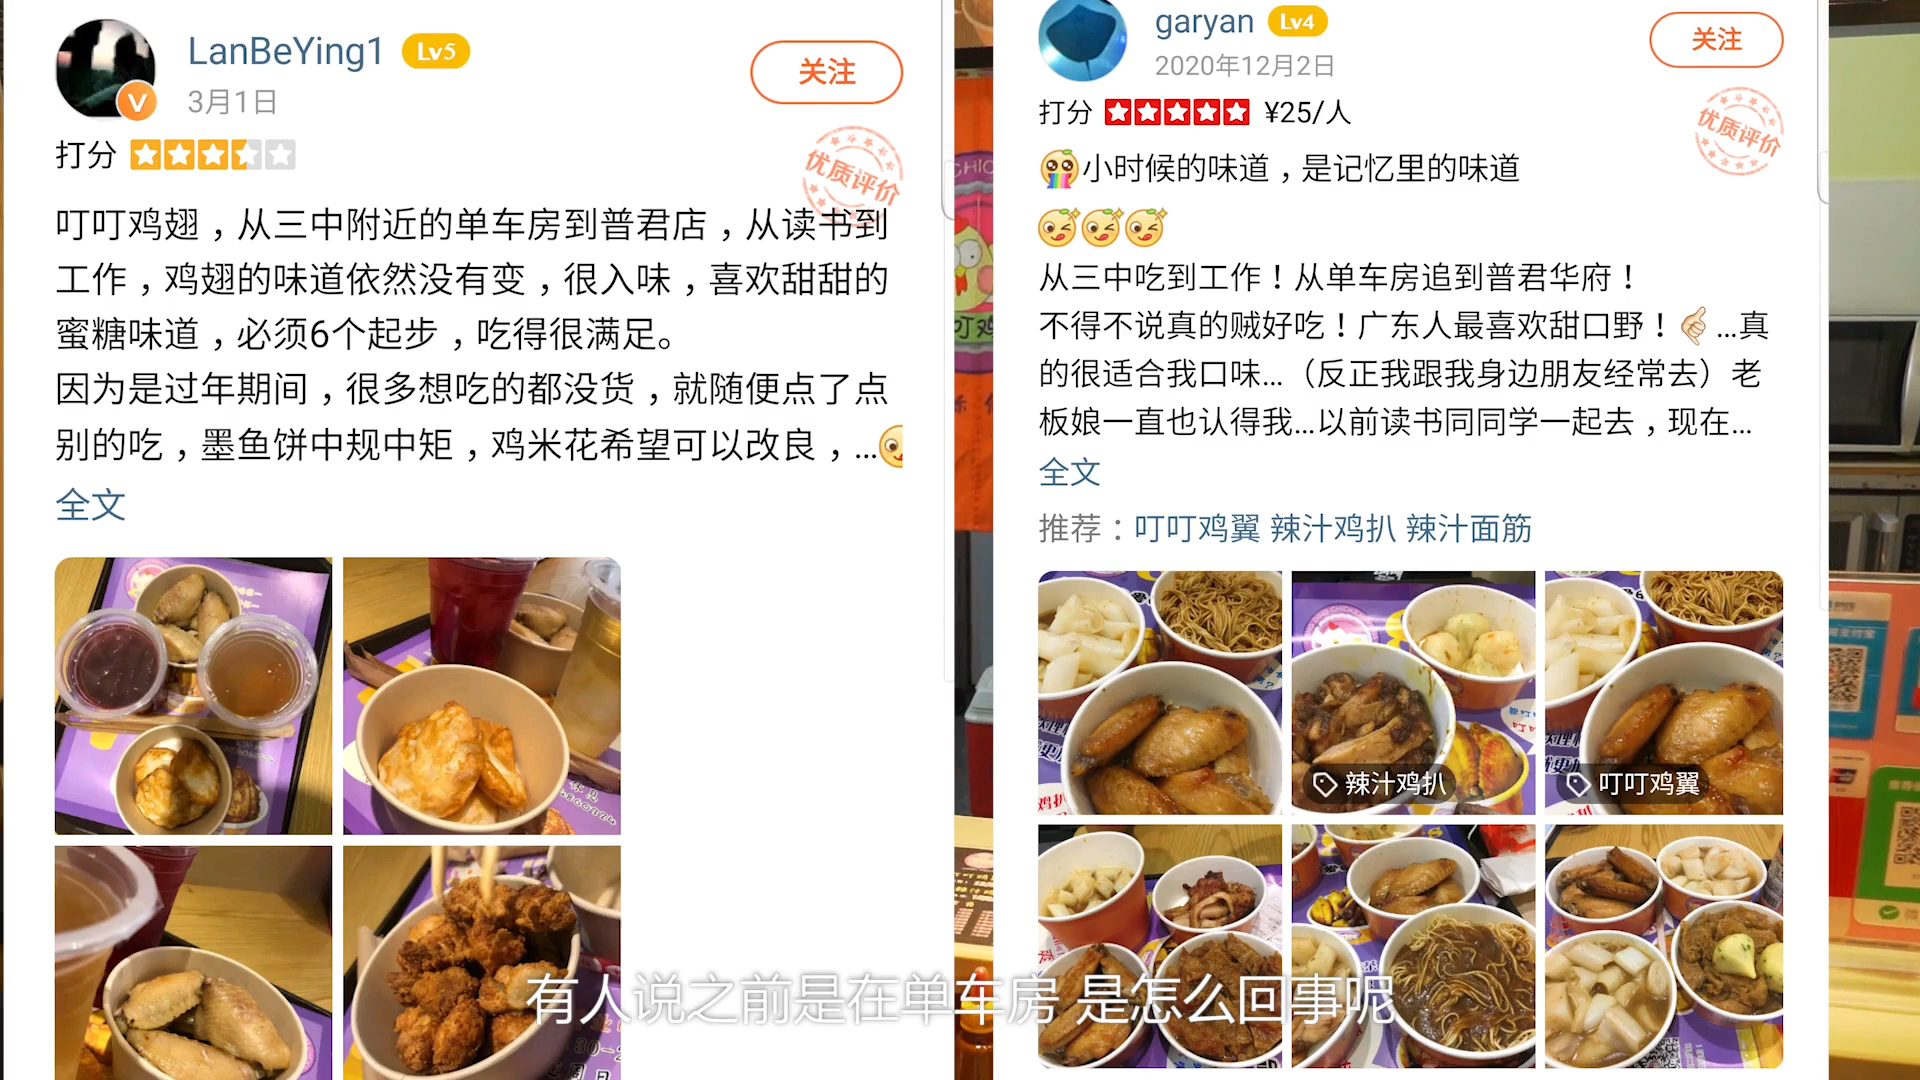 LanBeYing1 Lv5
关注
3月1日
打分
优质评价
叮叮鸡翅，从三中附近的单车房到普君店，从读书到
工作，鸡翅的味道依然没有变，很入味，喜欢甜甜的
蜜糖味道，必须6个起步，吃得很满足。
因为是过年期间，很多想吃的都没货，就随便点了点
别的吃，墨鱼饼中规中矩，鸡米花希望可以改良，...
全文
garyan Lv4
关注
2020年12月2日
打分 ¥25/人
优质评价
小时候的味道，是记忆里的味道
从三中吃到工作！从单车房追到普君华府！
不得不说真的贼好吃！广东人最喜欢甜口野！...真
的很适合我口味...（反正我跟我身边朋友经常去）老
板娘一直也认得我...以前读书同同学一起去，现在...
全文
推荐：叮叮鸡翼 辣汁鸡扒 辣汁面筋
辣汁鸡扒
叮叮鸡翼
有人说之前是在单车房 是怎么回事呢